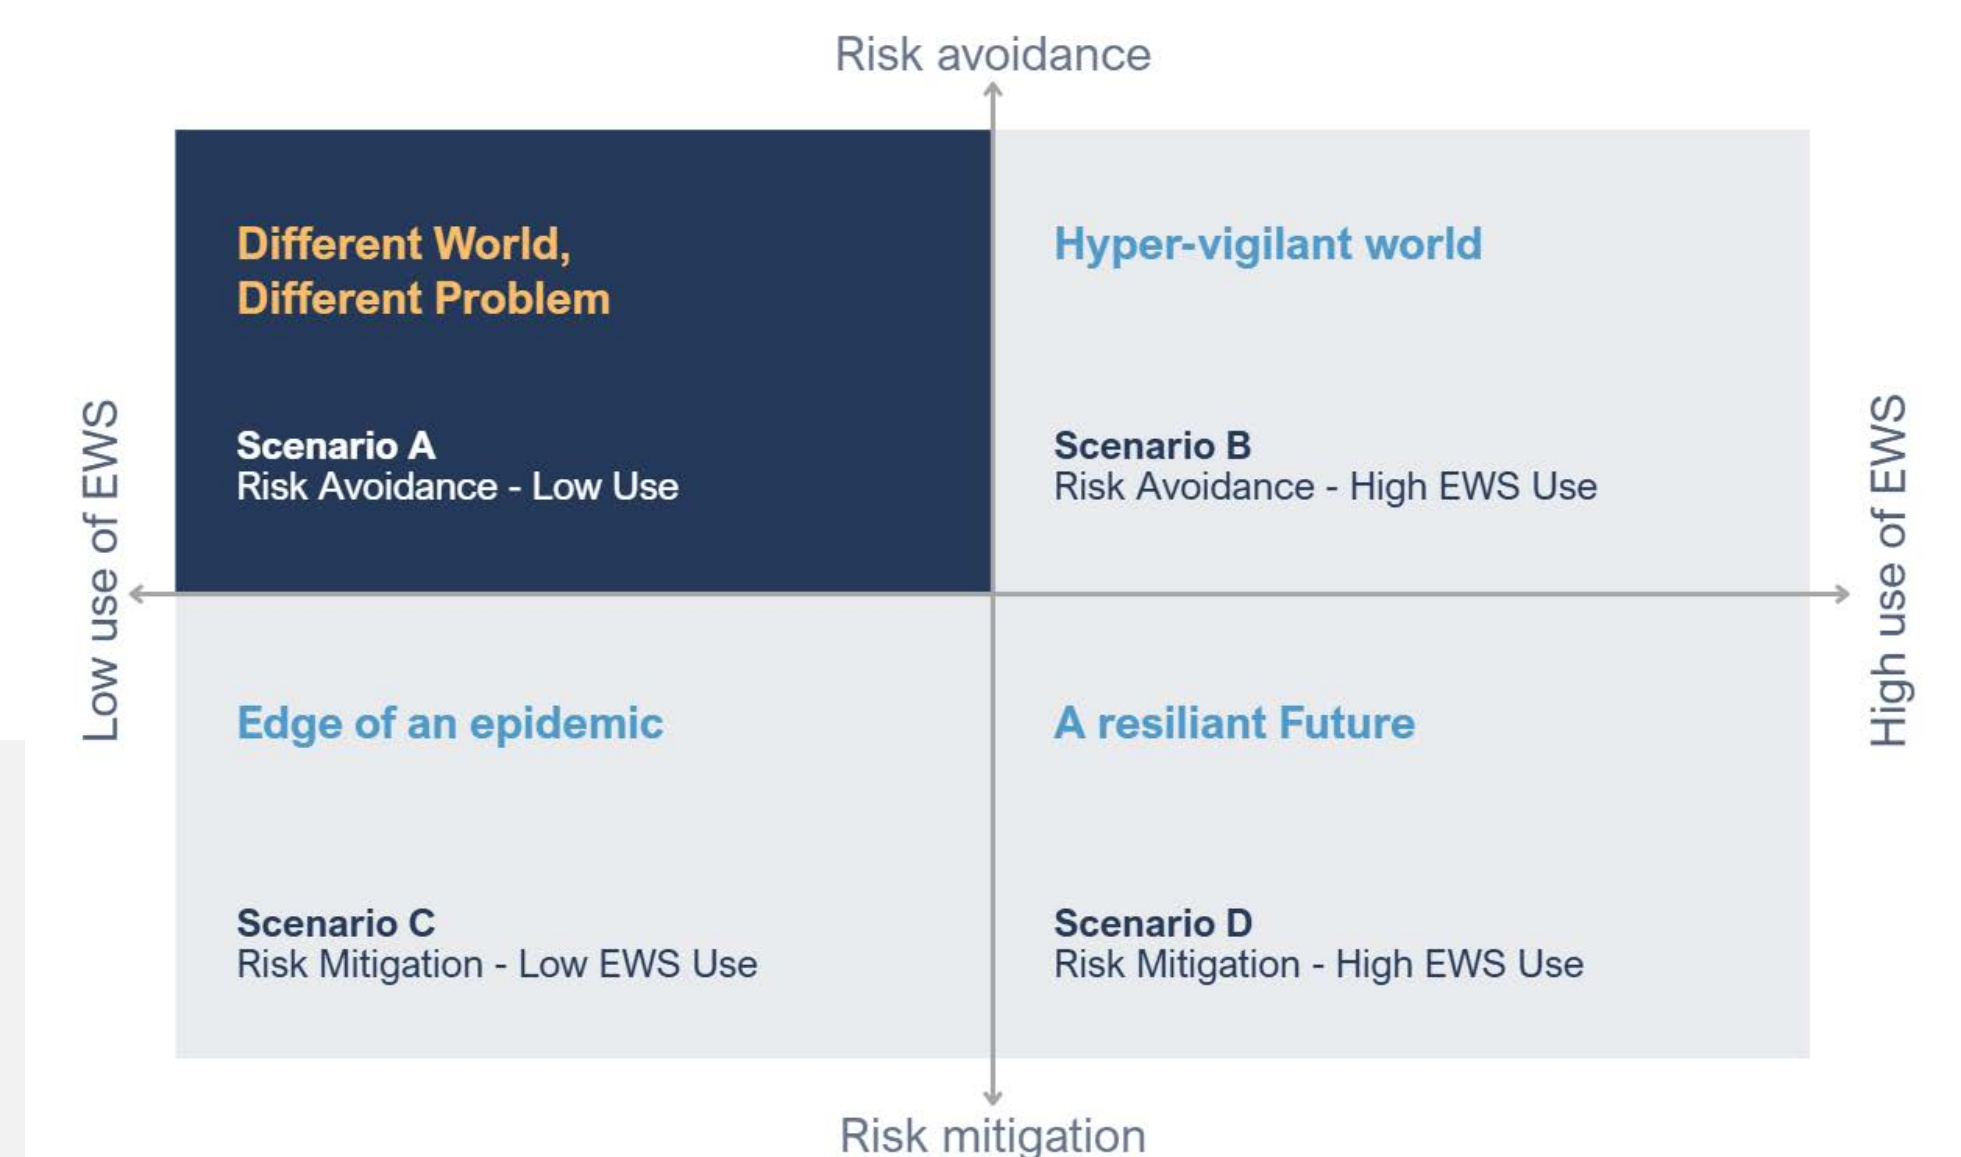 Risk avoidance
Different World,
Different Problem
Scenario A
Risk Avoidance - Low Use
Hyper-vigilant world
Scenario B
Risk Avoidance - High EWS Use
Low use of EWS
High use of EWS
Edge of an epidemic
Scenario C
Risk Mitigation - Low EWS Use
A resiliant Future
Scenario D
Risk Mitigation - High EWS Use
Risk mitigation